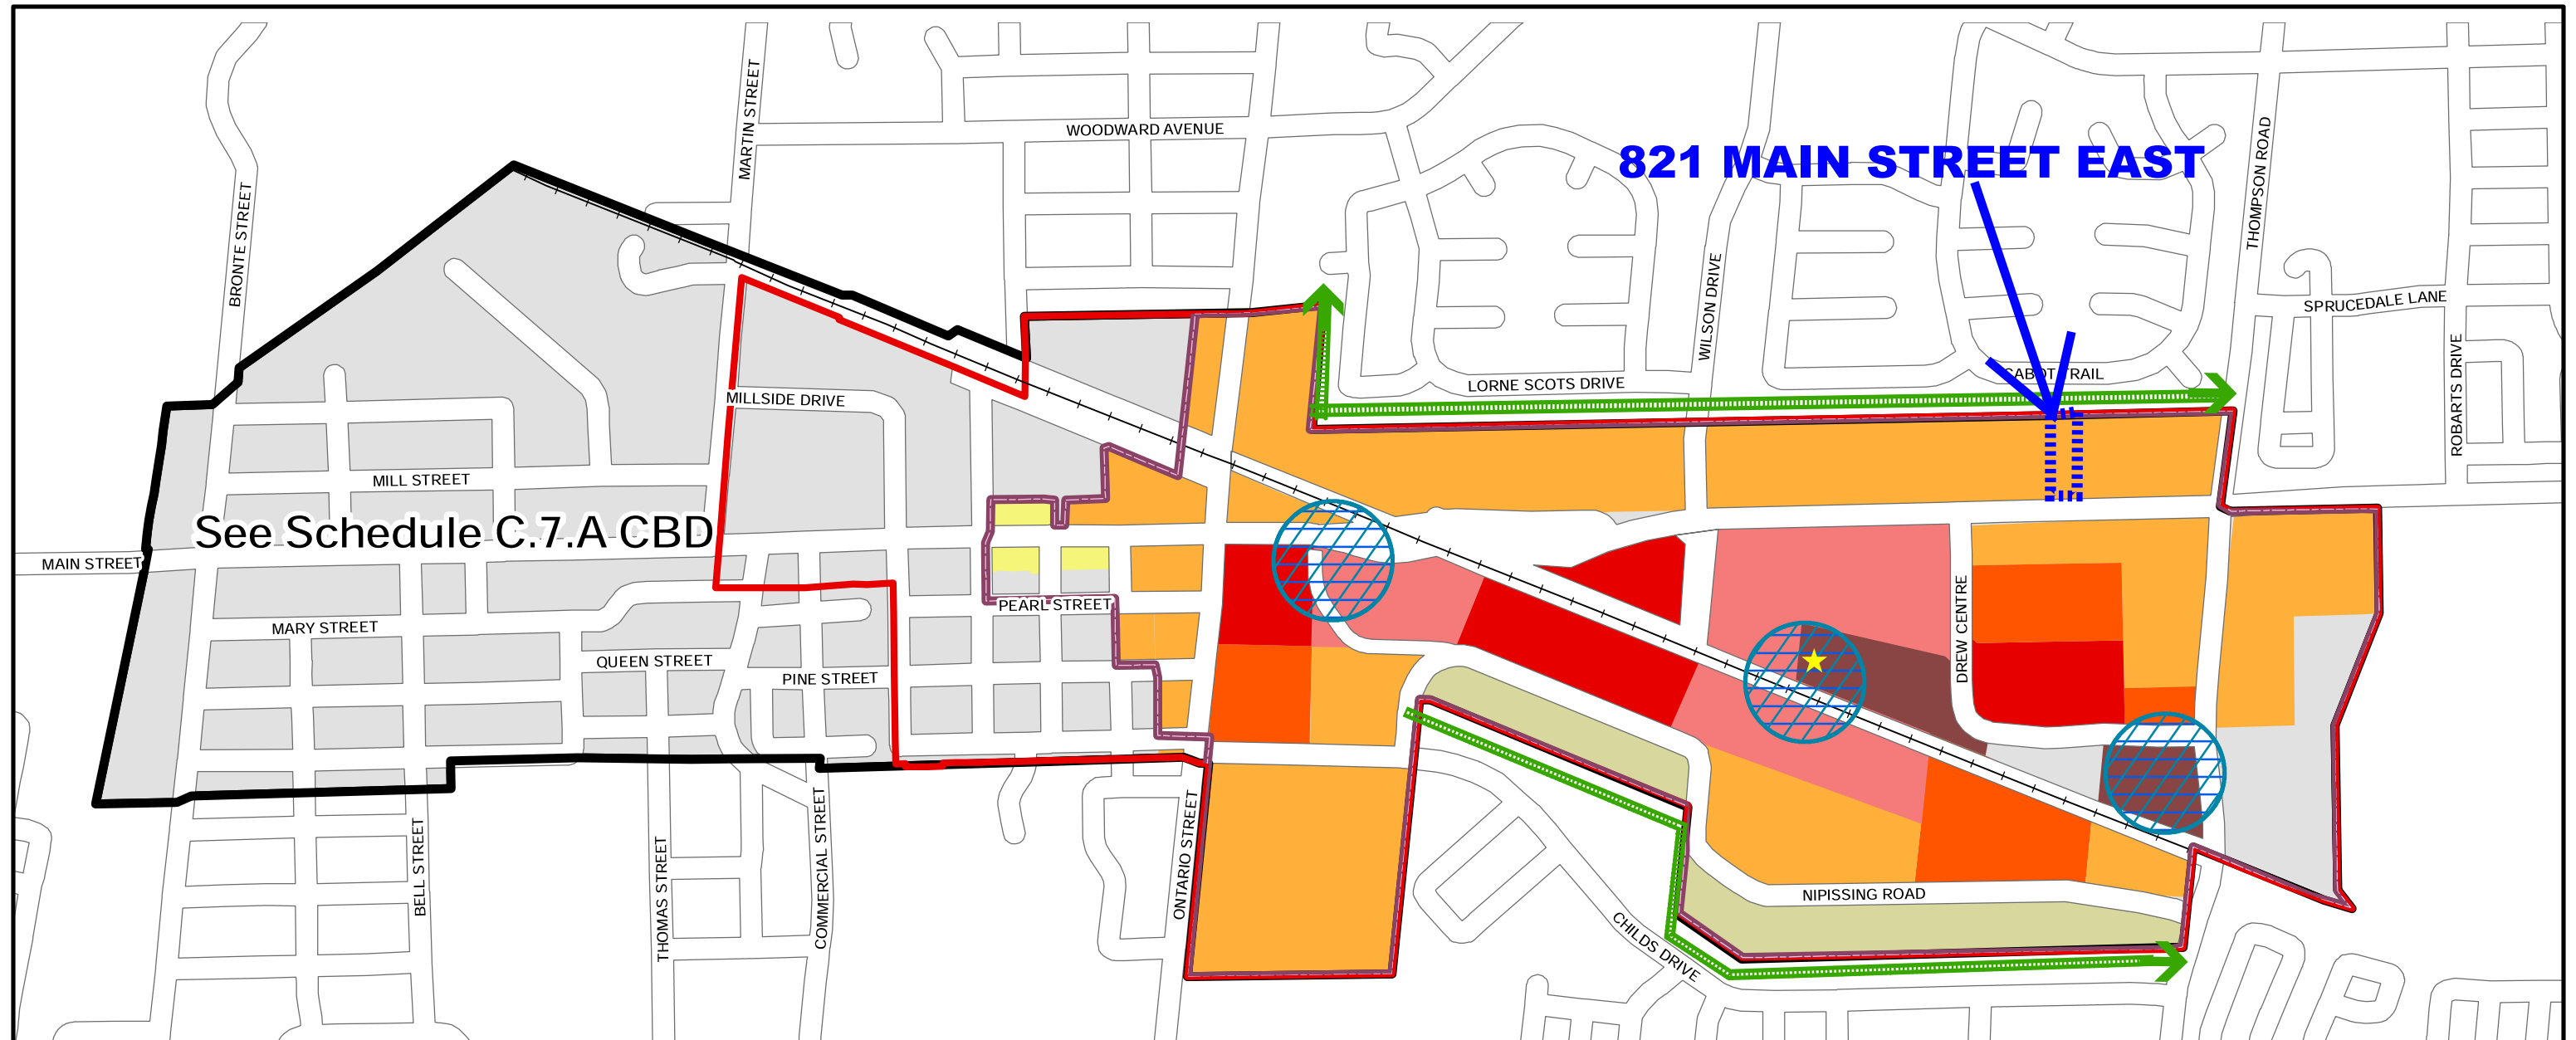 WOODWARD AVENUE
MARTIN STREET
821 MAIN STREET EAST
THOMPSON ROAD
BRONTE STREET
WILSON DRIVE
SPRUCEDALE LANE
ROBARTS DRIVE
CABOT TRAIL
LORNE SCOTS DRIVE
MILLSIDE DRIVE
MILL STREET
See Schedule C.7.A CBD
MAIN STREET
PEARL STREET
DREW CENTRE
MARY STREET
QUEEN STREET
PINE STREET
ONTARIO STREET
BELL STREET
THOMAS STREET
COMMERCIAL STREET
NIPISSING ROAD
CHILDS DRIVE